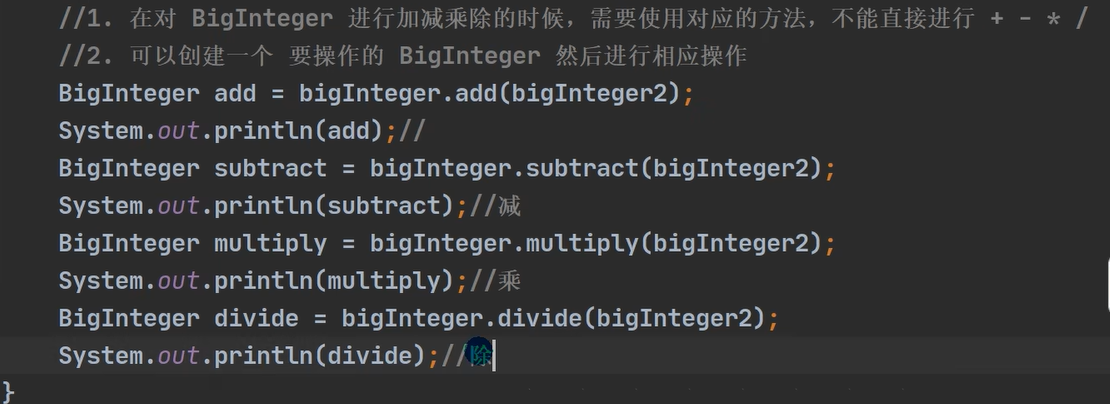 //1. 在对 BigInteger 进行加减乘除的时候，需要使用对应的方法，不能直接进行 + - * /
//2. 可以创建一个 要操作的 BigInteger 然后进行相应操作
BigInteger add = bigInteger.add(bigInteger2);
System.out.println(add);//
BigInteger subtract = bigInteger.subtract(bigInteger2);
System.out.println(subtract);//减
BigInteger multiply = bigInteger.multiply(bigInteger2);
System.out.println(multiply);//乘
BigInteger divide = bigInteger.divide(bigInteger2);
System.out.println(divide);//除
}